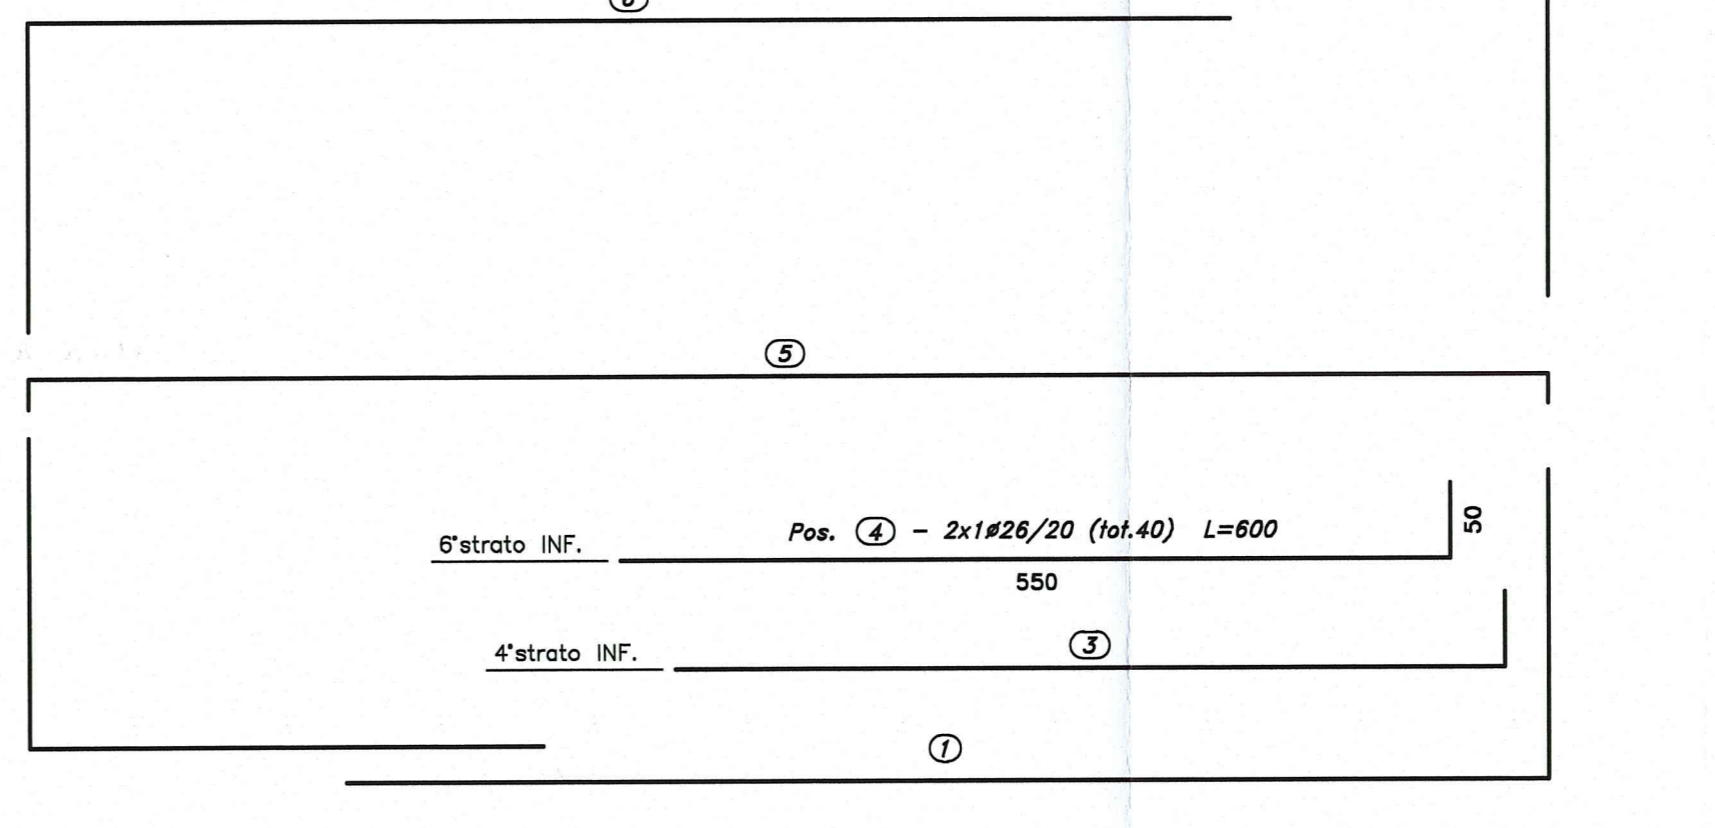 5
6°strato INF.
Pos. 4 - 2x1ø26/20 (tot.40) L=600
50
550
4°strato INF.
3
1